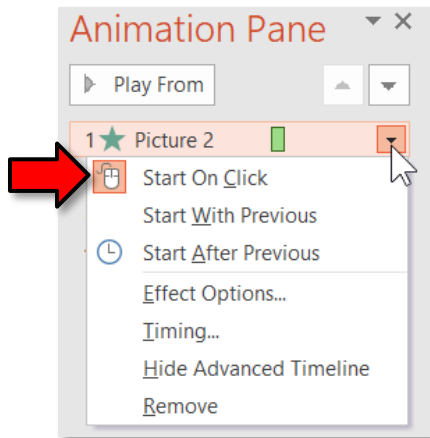 Animation Pane
Play From
1 Picture 2
Start On Click
Start With Previous
Start After Previous
Effect Options...
Timing...
Hide Advanced Timeline
Remove